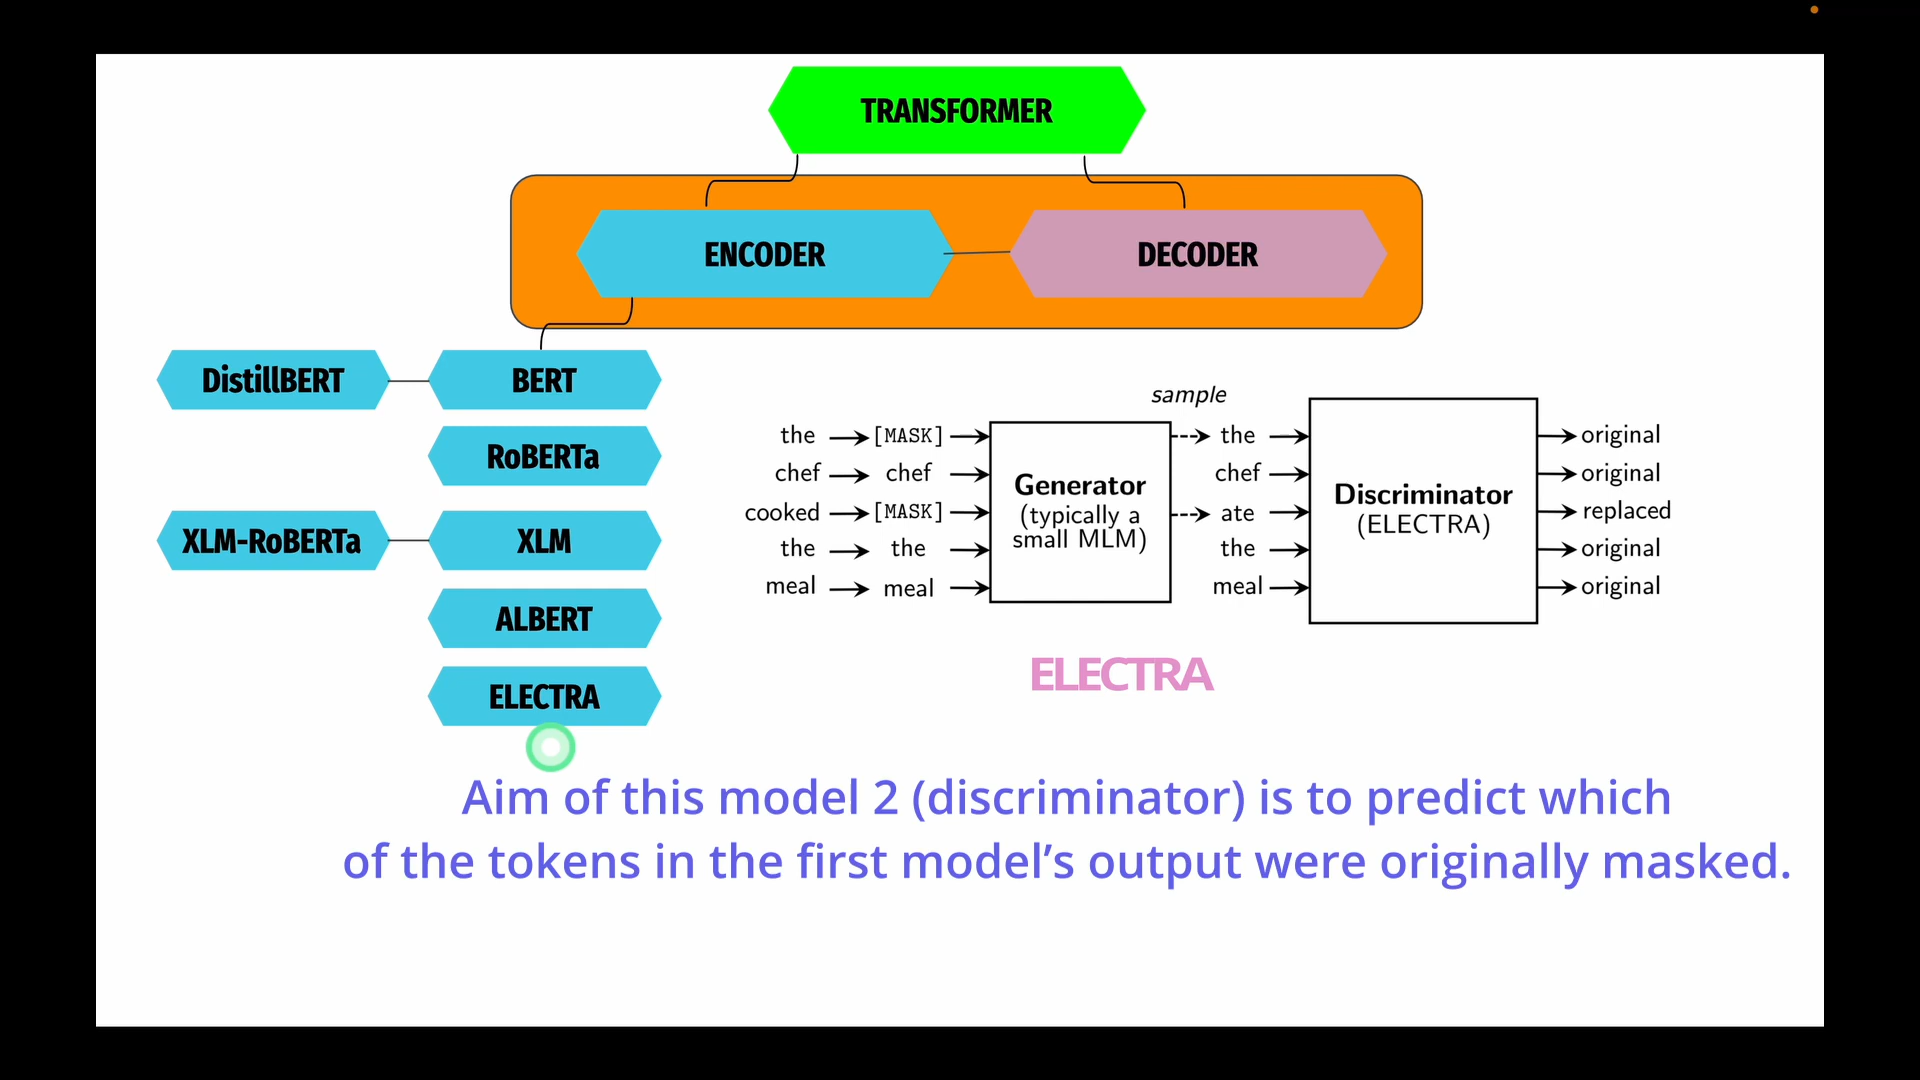 TRANSFORMER
ENCODER
DECODER
DistillBERT
BERT
RoBERTa
XLM-RoBERTa
XLM
ALBERT
ELECTRA
sample
the [MASK] the original
chef chef chef original
cooked [MASK] ate replaced
the the the original
meal meal meal original
Generator
(typically a
small MLM)
Discriminator
(ELECTRA)
ELECTRA
Aim of this model 2 (discriminator) is to predict which
of the tokens in the first model’s output were originally masked.